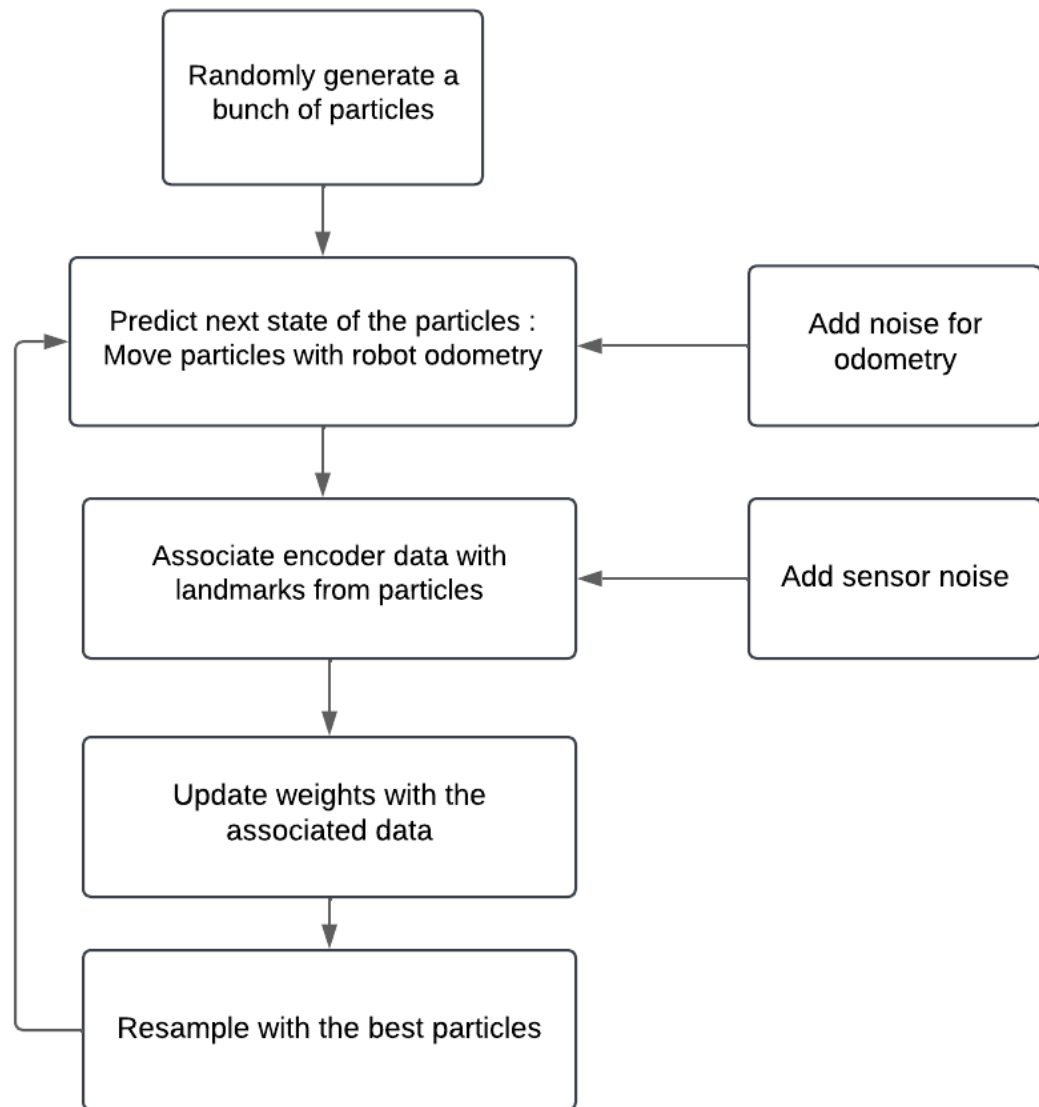 Randomly generate a
bunch of particles
Predict next state of the particles :
Move particles with robot odometry
Add noise for
odometry
Associate encoder data with
landmarks from particles
Add sensor noise
Update weights with the
associated data
Resample with the best particles